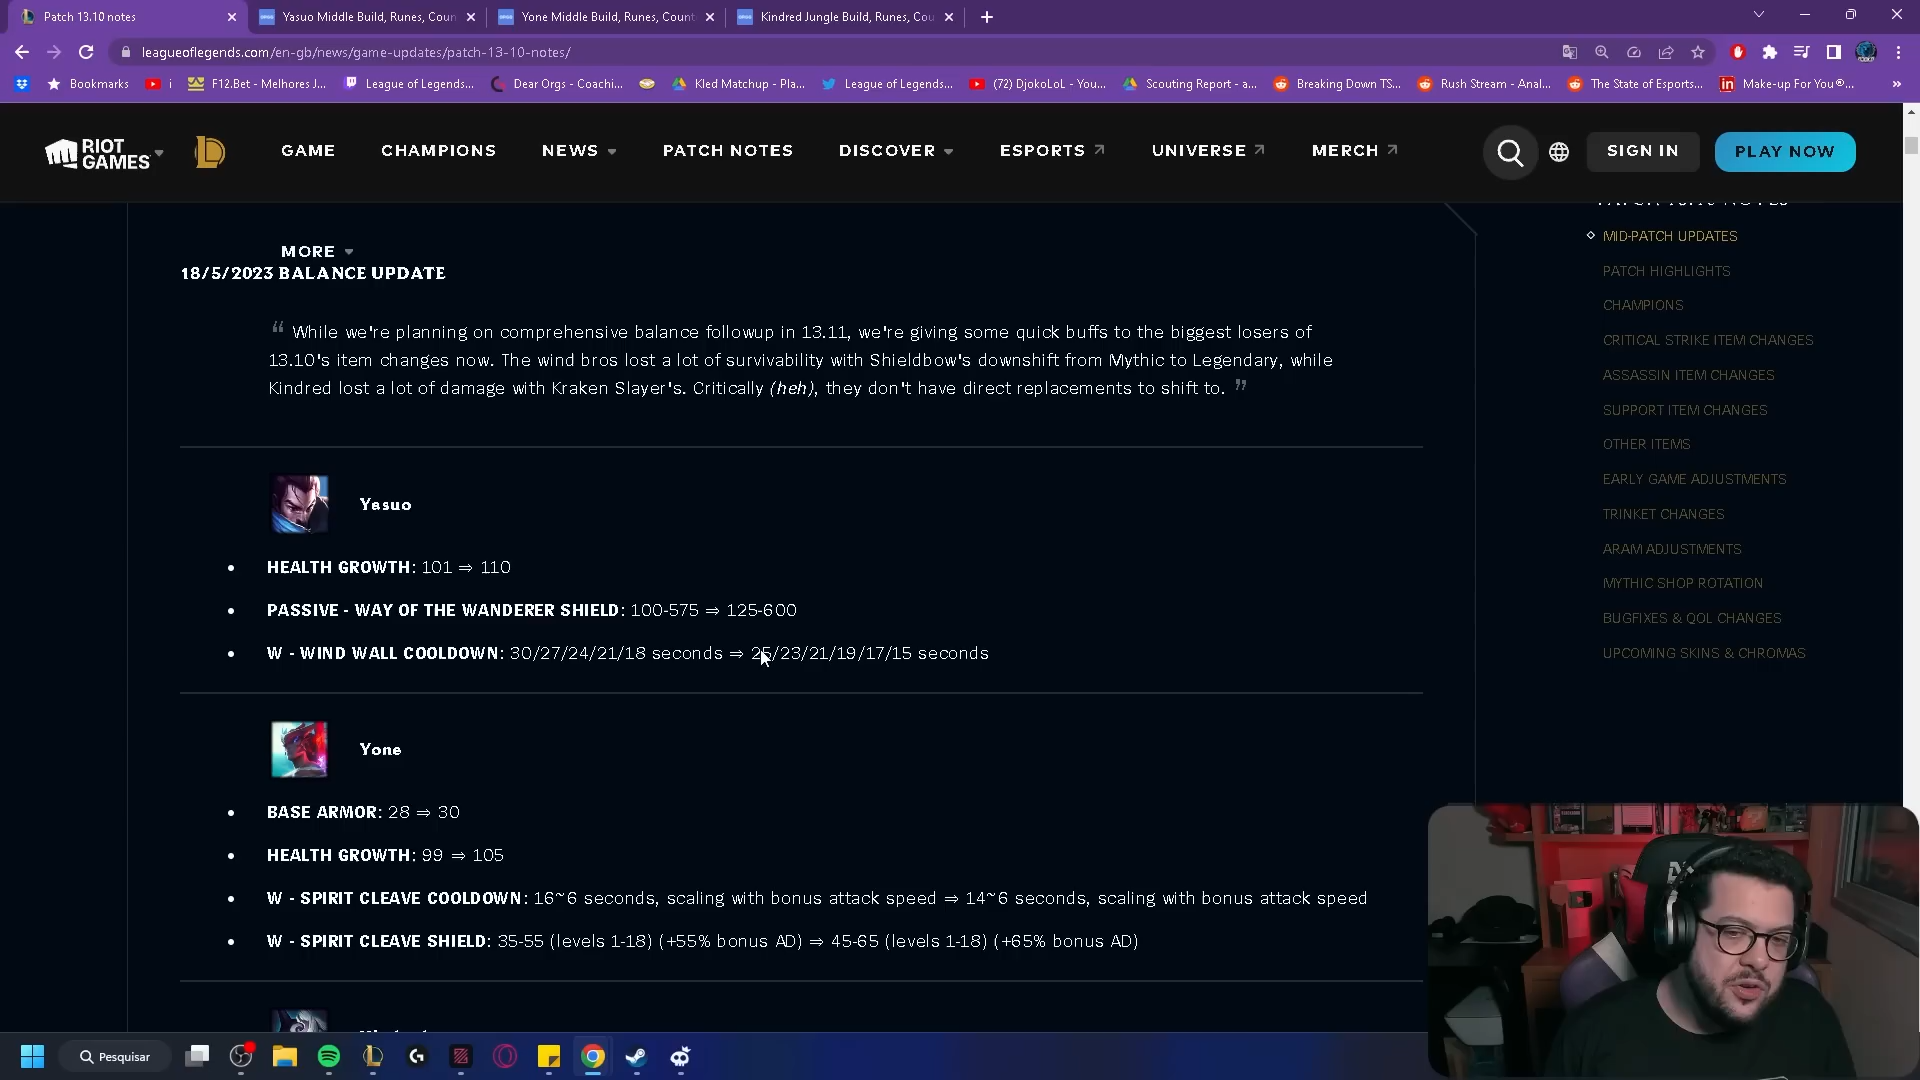 Patch 13.10 notes
Yasuo Middle Build, Runes, Coun
Yone Middle Build, Runes, Count
Kindred Jungle Build, Runes, Cou
leagueoflegends.com/en-gb/news/game-updates/patch-13-10-notes/
Bookmarks
i
F12.Bet - Melhores J...
League of Legends...
Dear Orgs - Coachi...
Kled Matchup - Pla...
League of Legends...
(72) DjokoLoL - You...
Scouting Report - a...
Breaking Down TS...
Rush Stream - Anal...
The State of Esports...
Make-up For You®...
RIOT
GAMES
GAME
CHAMPIONS
NEWS
PATCH NOTES
DISCOVER
ESPORTS
UNIVERSE
MERCH
SIGN IN
PLAY NOW
MORE
18/5/2023 BALANCE UPDATE
“ While we're planning on comprehensive balance followup in 13.11, we're giving some quick buffs to the biggest losers of
13.10's item changes now. The wind bros lost a lot of survivability with Shieldbow's downshift from Mythic to Legendary, while
Kindred lost a lot of damage with Kraken Slayer's. Critically (heh), they don't have direct replacements to shift to. ”
Yasuo
• HEALTH GROWTH: 101 ⇒ 110
• PASSIVE - WAY OF THE WANDERER SHIELD: 100-575 ⇒ 125-600
• W - WIND WALL COOLDOWN: 30/27/24/21/18 seconds ⇒ 25/23/21/19/17/15 seconds
Yone
• BASE ARMOR: 28 ⇒ 30
• HEALTH GROWTH: 99 ⇒ 105
• W - SPIRIT CLEAVE COOLDOWN: 16~6 seconds, scaling with bonus attack speed ⇒ 14~6 seconds, scaling with bonus attack speed
• W - SPIRIT CLEAVE SHIELD: 35-55 (levels 1-18) (+55% bonus AD) ⇒ 45-65 (levels 1-18) (+65% bonus AD)
MID-PATCH UPDATES
PATCH HIGHLIGHTS
CHAMPIONS
CRITICAL STRIKE ITEM CHANGES
ASSASSIN ITEM CHANGES
SUPPORT ITEM CHANGES
OTHER ITEMS
EARLY GAME ADJUSTMENTS
TRINKET CHANGES
ARAM ADJUSTMENTS
MYTHIC SHOP ROTATION
BUGFIXES & QOL CHANGES
UPCOMING SKINS & CHROMAS
Pesquisar